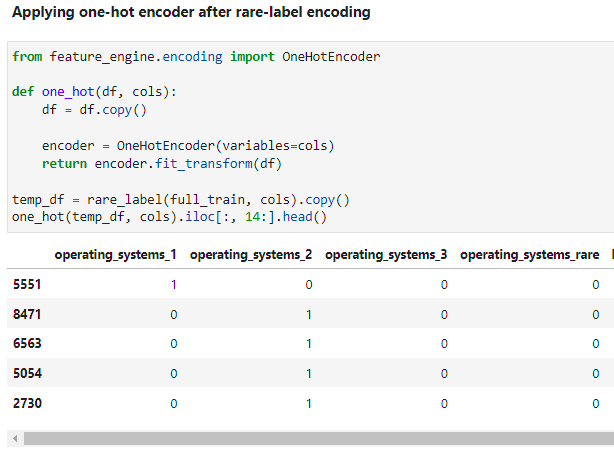 Applying one-hot encoder after rare-label encoding
from feature_engine.encoding import OneHotEncoder
def one_hot(df, cols):
    df = df.copy()
    encoder = OneHotEncoder(variables=cols)
    return encoder.fit_transform(df)
temp_df = rare_label(full_train, cols).copy()
one_hot(temp_df, cols).iloc[:, 14:].head()
operating_systems_1 operating_systems_2 operating_systems_3 operating_systems_rare
5551 1 0 0 0
8471 0 1 0 0
6563 0 1 0 0
5054 0 1 0 0
2730 0 1 0 0